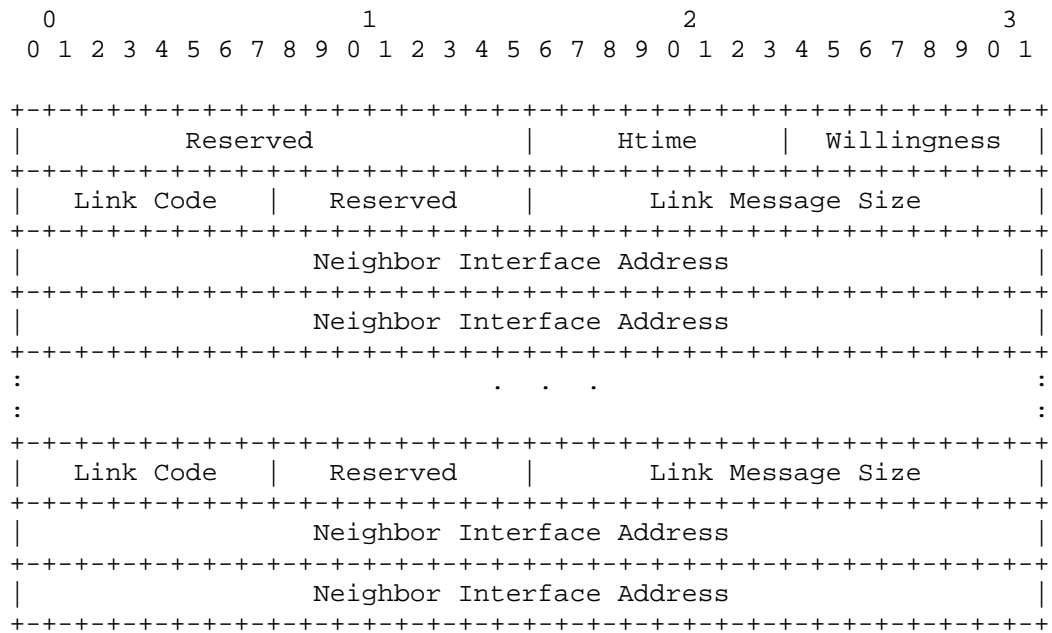 0                   1                   2                   3
0 1 2 3 4 5 6 7 8 9 0 1 2 3 4 5 6 7 8 9 0 1 2 3 4 5 6 7 8 9 0 1
+-+-+-+-+-+-+-+-+-+-+-+-+-+-+-+-+-+-+-+-+-+-+-+-+-+-+-+-+-+-+-+-+
|          Reserved             |     Htime     |  Willingness  |
+-+-+-+-+-+-+-+-+-+-+-+-+-+-+-+-+-+-+-+-+-+-+-+-+-+-+-+-+-+-+-+-+
|   Link Code   |   Reserved    |       Link Message Size       |
+-+-+-+-+-+-+-+-+-+-+-+-+-+-+-+-+-+-+-+-+-+-+-+-+-+-+-+-+-+-+-+-+
|                  Neighbor Interface Address                   |
+-+-+-+-+-+-+-+-+-+-+-+-+-+-+-+-+-+-+-+-+-+-+-+-+-+-+-+-+-+-+-+-+
|                  Neighbor Interface Address                   |
+-+-+-+-+-+-+-+-+-+-+-+-+-+-+-+-+-+-+-+-+-+-+-+-+-+-+-+-+-+-+-+-+
:                             .  .  .                           :
:                                                               :
+-+-+-+-+-+-+-+-+-+-+-+-+-+-+-+-+-+-+-+-+-+-+-+-+-+-+-+-+-+-+-+-+
|   Link Code   |   Reserved    |       Link Message Size       |
+-+-+-+-+-+-+-+-+-+-+-+-+-+-+-+-+-+-+-+-+-+-+-+-+-+-+-+-+-+-+-+-+
|                  Neighbor Interface Address                   |
+-+-+-+-+-+-+-+-+-+-+-+-+-+-+-+-+-+-+-+-+-+-+-+-+-+-+-+-+-+-+-+-+
|                  Neighbor Interface Address                   |
+-+-+-+-+-+-+-+-+-+-+-+-+-+-+-+-+-+-+-+-+-+-+-+-+-+-+-+-+-+-+-+-+